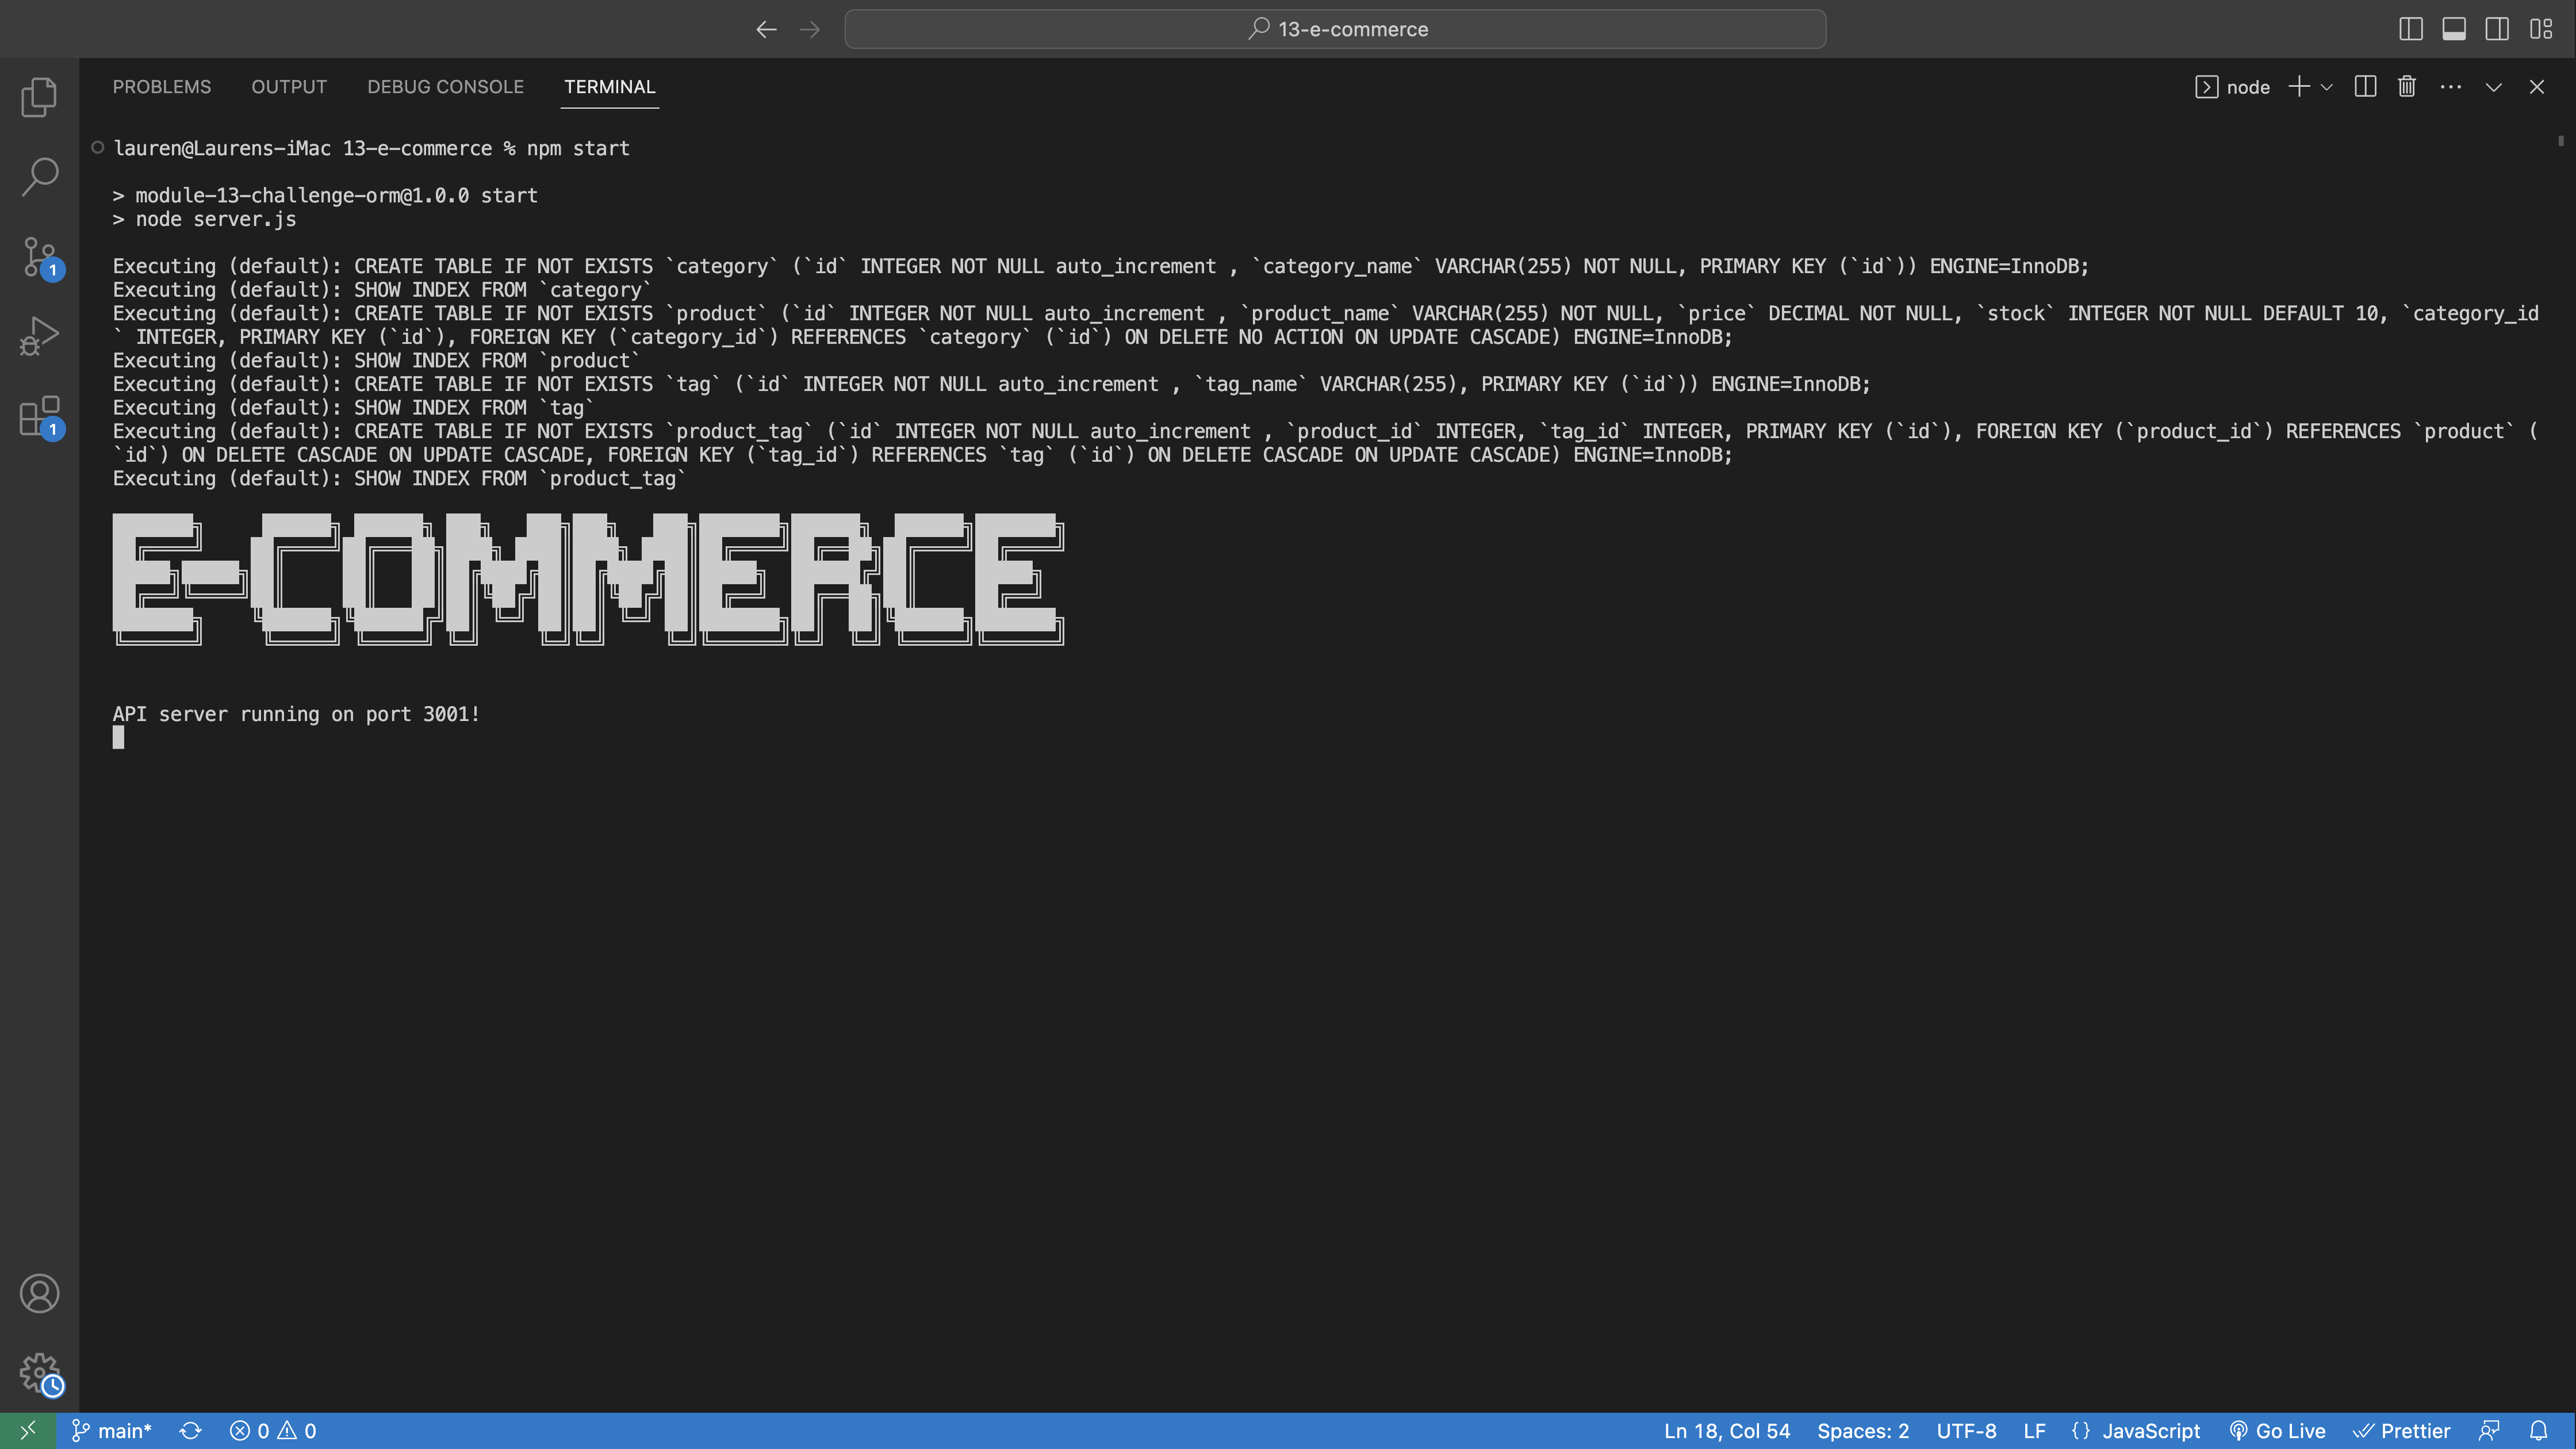 13-e-commerce
PROBLEMS OUTPUT DEBUG CONSOLE TERMINAL node
lauren@Laurens-iMac 13-e-commerce % npm start
> module-13-challenge-orm@1.0.0 start
> node server.js
Executing (default): CREATE TABLE IF NOT EXISTS `category` (`id` INTEGER NOT NULL auto_increment , `category_name` VARCHAR(255) NOT NULL, PRIMARY KEY (`id`)) ENGINE=InnoDB;
Executing (default): SHOW INDEX FROM `category`
Executing (default): CREATE TABLE IF NOT EXISTS `product` (`id` INTEGER NOT NULL auto_increment , `product_name` VARCHAR(255) NOT NULL, `price` DECIMAL NOT NULL, `stock` INTEGER NOT NULL DEFAULT 10, `category_id
` INTEGER, PRIMARY KEY (`id`), FOREIGN KEY (`category_id`) REFERENCES `category` (`id`) ON DELETE NO ACTION ON UPDATE CASCADE) ENGINE=InnoDB;
Executing (default): SHOW INDEX FROM `product`
Executing (default): CREATE TABLE IF NOT EXISTS `tag` (`id` INTEGER NOT NULL auto_increment , `tag_name` VARCHAR(255), PRIMARY KEY (`id`)) ENGINE=InnoDB;
Executing (default): SHOW INDEX FROM `tag`
Executing (default): CREATE TABLE IF NOT EXISTS `product_tag` (`id` INTEGER NOT NULL auto_increment , `product_id` INTEGER, `tag_id` INTEGER, PRIMARY KEY (`id`), FOREIGN KEY (`product_id`) REFERENCES `product` (
`id`) ON DELETE CASCADE ON UPDATE CASCADE, FOREIGN KEY (`tag_id`) REFERENCES `tag` (`id`) ON DELETE CASCADE ON UPDATE CASCADE) ENGINE=InnoDB;
Executing (default): SHOW INDEX FROM `product_tag`
E-COMMERCE
API server running on port 3001!
1
1
main* 0 0 Ln 18, Col 54 Spaces: 2 UTF-8 LF {} JavaScript Go Live Prettier